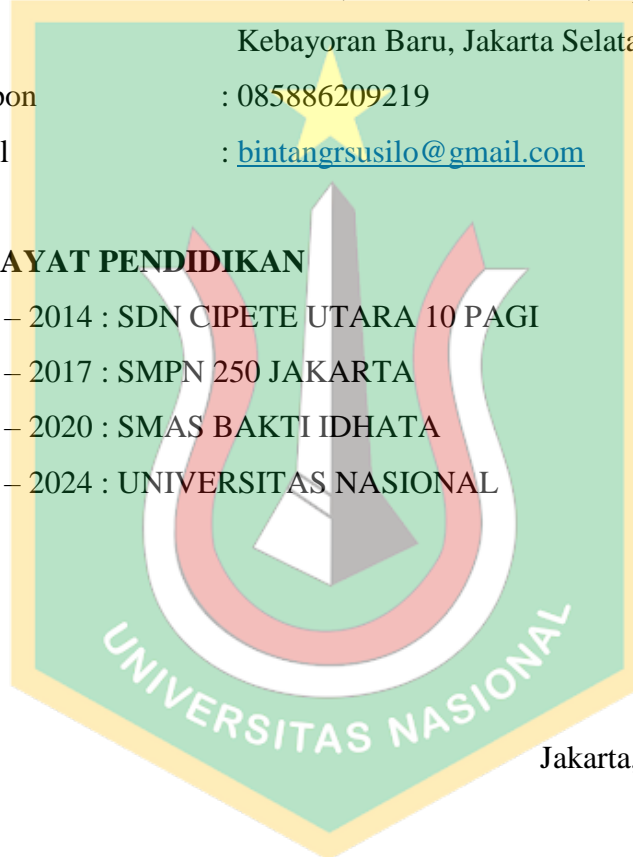 Kebayoran Baru, Jakarta Selata
pon : 085886209219
l : bintangrsusilo@gmail.com
AYAT PENDIDIKAN
– 2014 : SDN CIPETE UTARA 10 PAGI
– 2017 : SMPN 250 JAKARTA
– 2020 : SMAS BAKTI IDHATA
– 2024 : UNIVERSITAS NASIONAL
UNIVERSITAS NASIONAL
Jakarta,